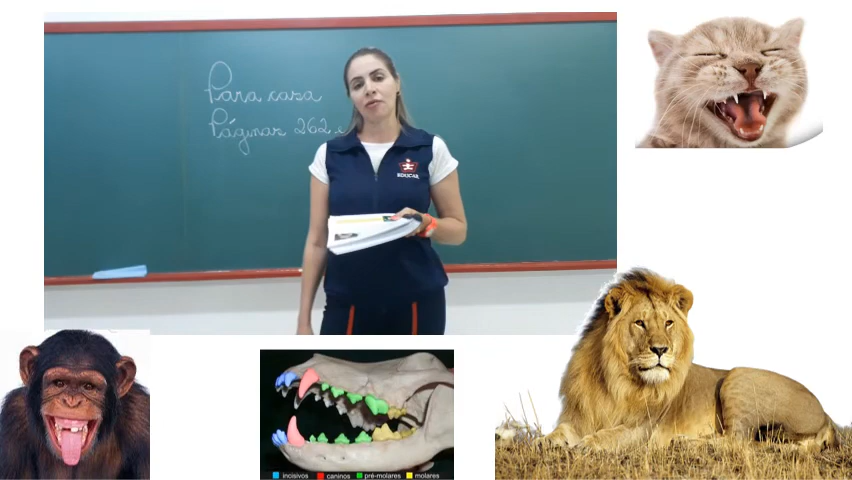 Para casa
Páginas 262 e
EDUCAR
incisivos caninos pré-molares molares